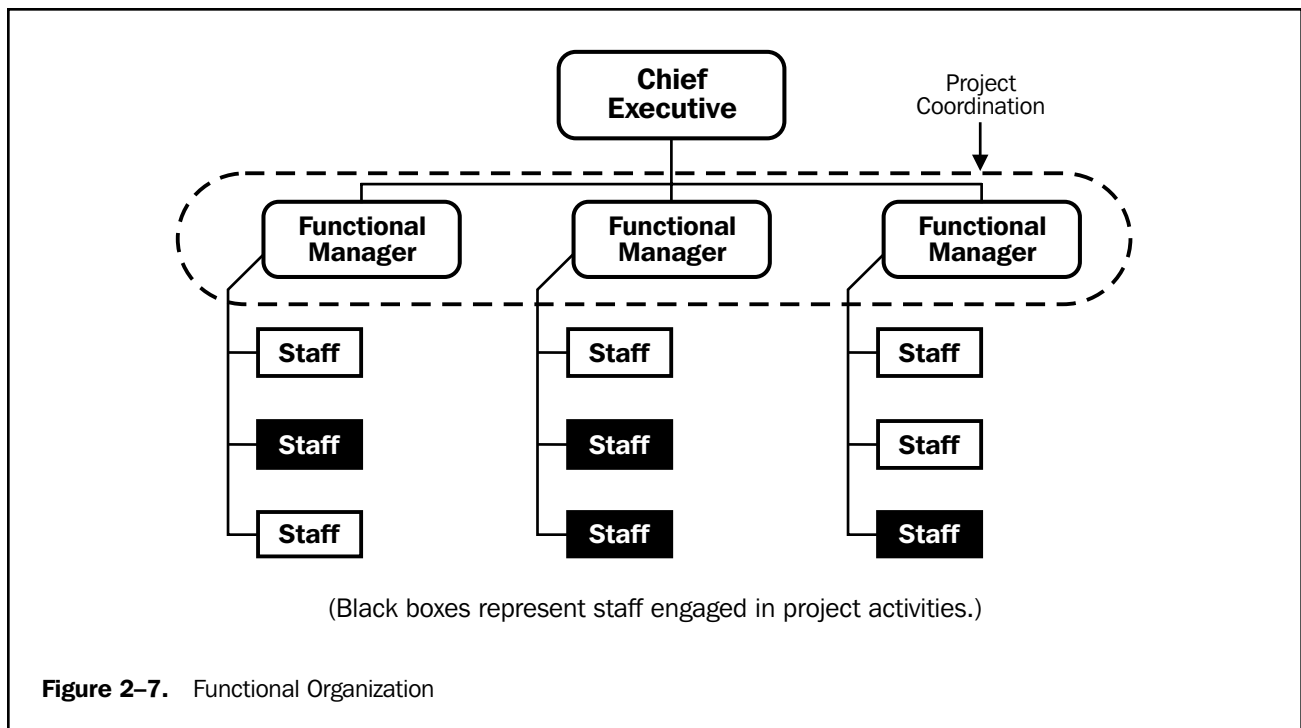 Chief
Executive
Project
Coordination
Functional
Manager
Functional
Manager
Functional
Manager
Staff
Staff
Staff
Staff
Staff
Staff
Staff
Staff
Staff
(Black boxes represent staff engaged in project activities.)
Figure 2–7. Functional Organization